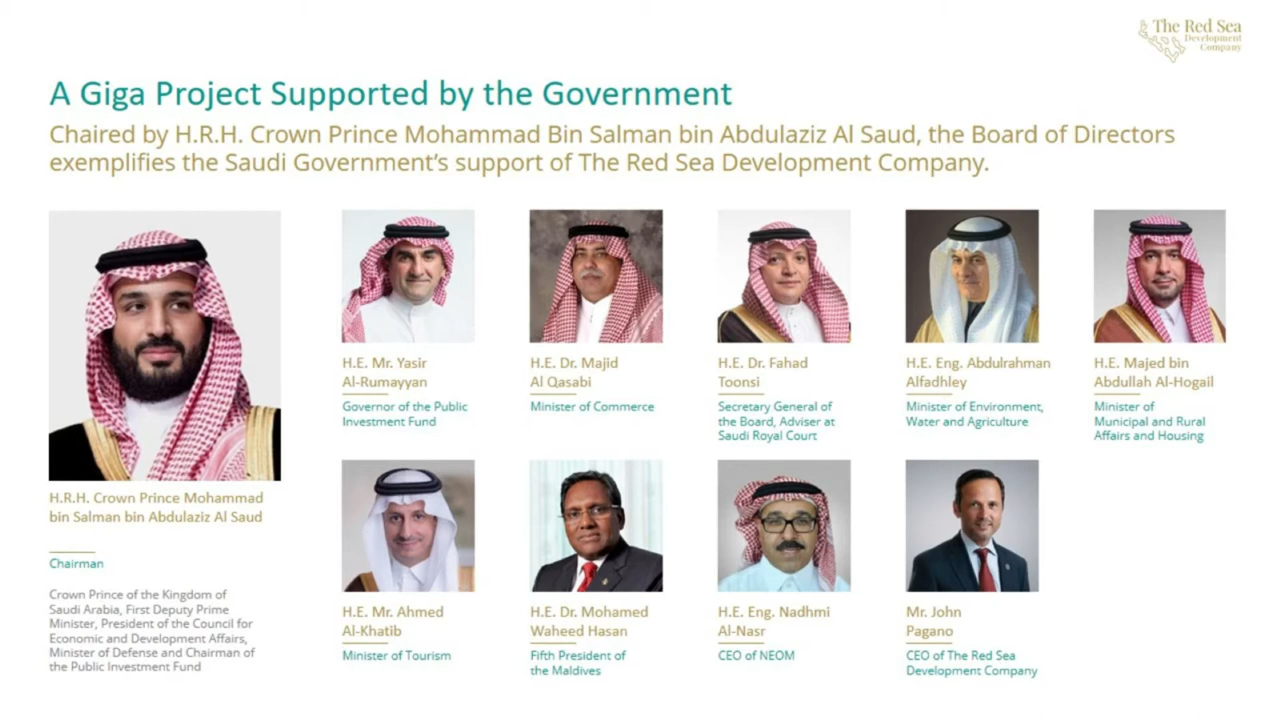 The Red Sea
Development
Company
A Giga Project Supported by the Government
Chaired by H.R.H. Crown Prince Mohammad Bin Salman bin Abdulaziz Al Saud, the Board of Directors
exemplifies the Saudi Government's support of The Red Sea Development Company.
H.R.H. Crown Prince Mohammad
bin Salman bin Abdulaziz Al Saud
Chairman
Crown Prince of the Kingdom of
Saudi Arabia, First Deputy Prime
Minister, President of the Council for
Economic and Development Affairs,
Minister of Defense and Chairman of
the Public Investment Fund
H.E. Mr. Yasir
Al-Rumayyan
Governor of the Public
Investment Fund
H.E. Dr. Majid
Al Qasabi
Minister of Commerce
H.E. Dr. Fahad
Toonsi
Secretary General of
the Board, Adviser at
Saudi Royal Court
H.E. Eng. Abdulrahman
Alfadhley
Minister of Environment,
Water and Agriculture
H.E. Majed bin
Abdullah Al-Hogail
Minister of
Municipal and Rural
Affairs and Housing
H.E. Mr. Ahmed
Al-Khatib
Minister of Tourism
H.E. Dr. Mohamed
Waheed Hasan
Fifth President of
the Maldives
H.E. Eng. Nadhmi
Al-Nasr
CEO of NEOM
Mr. John
Pagano
CEO of The Red Sea
Development Company